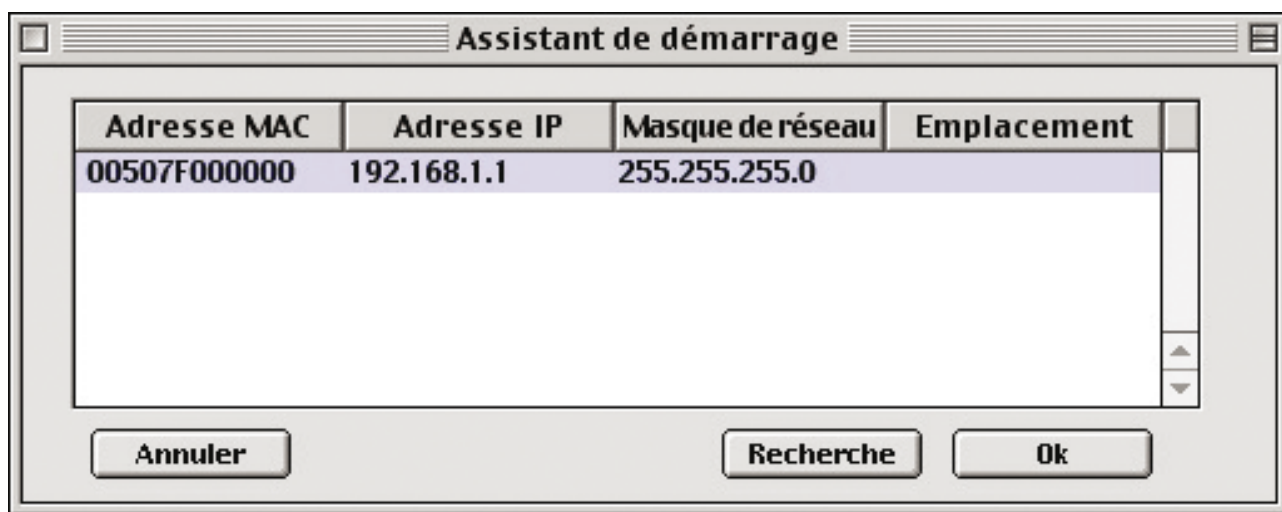 Assistant de démarrage
Adresse MAC Adresse IP Masque de réseau Emplacement
00507F000000 192.168.1.1 255.255.255.0
Annuler Recherche Ok